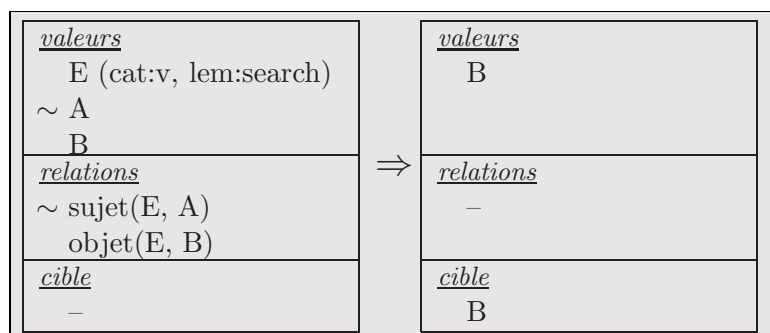 valeurs
E (cat:v, lem:search)
∼ A
B
relations
∼ sujet(E, A)
objet(E, B)
cible
–
⇒
valeurs
B
relations
–
cible
B